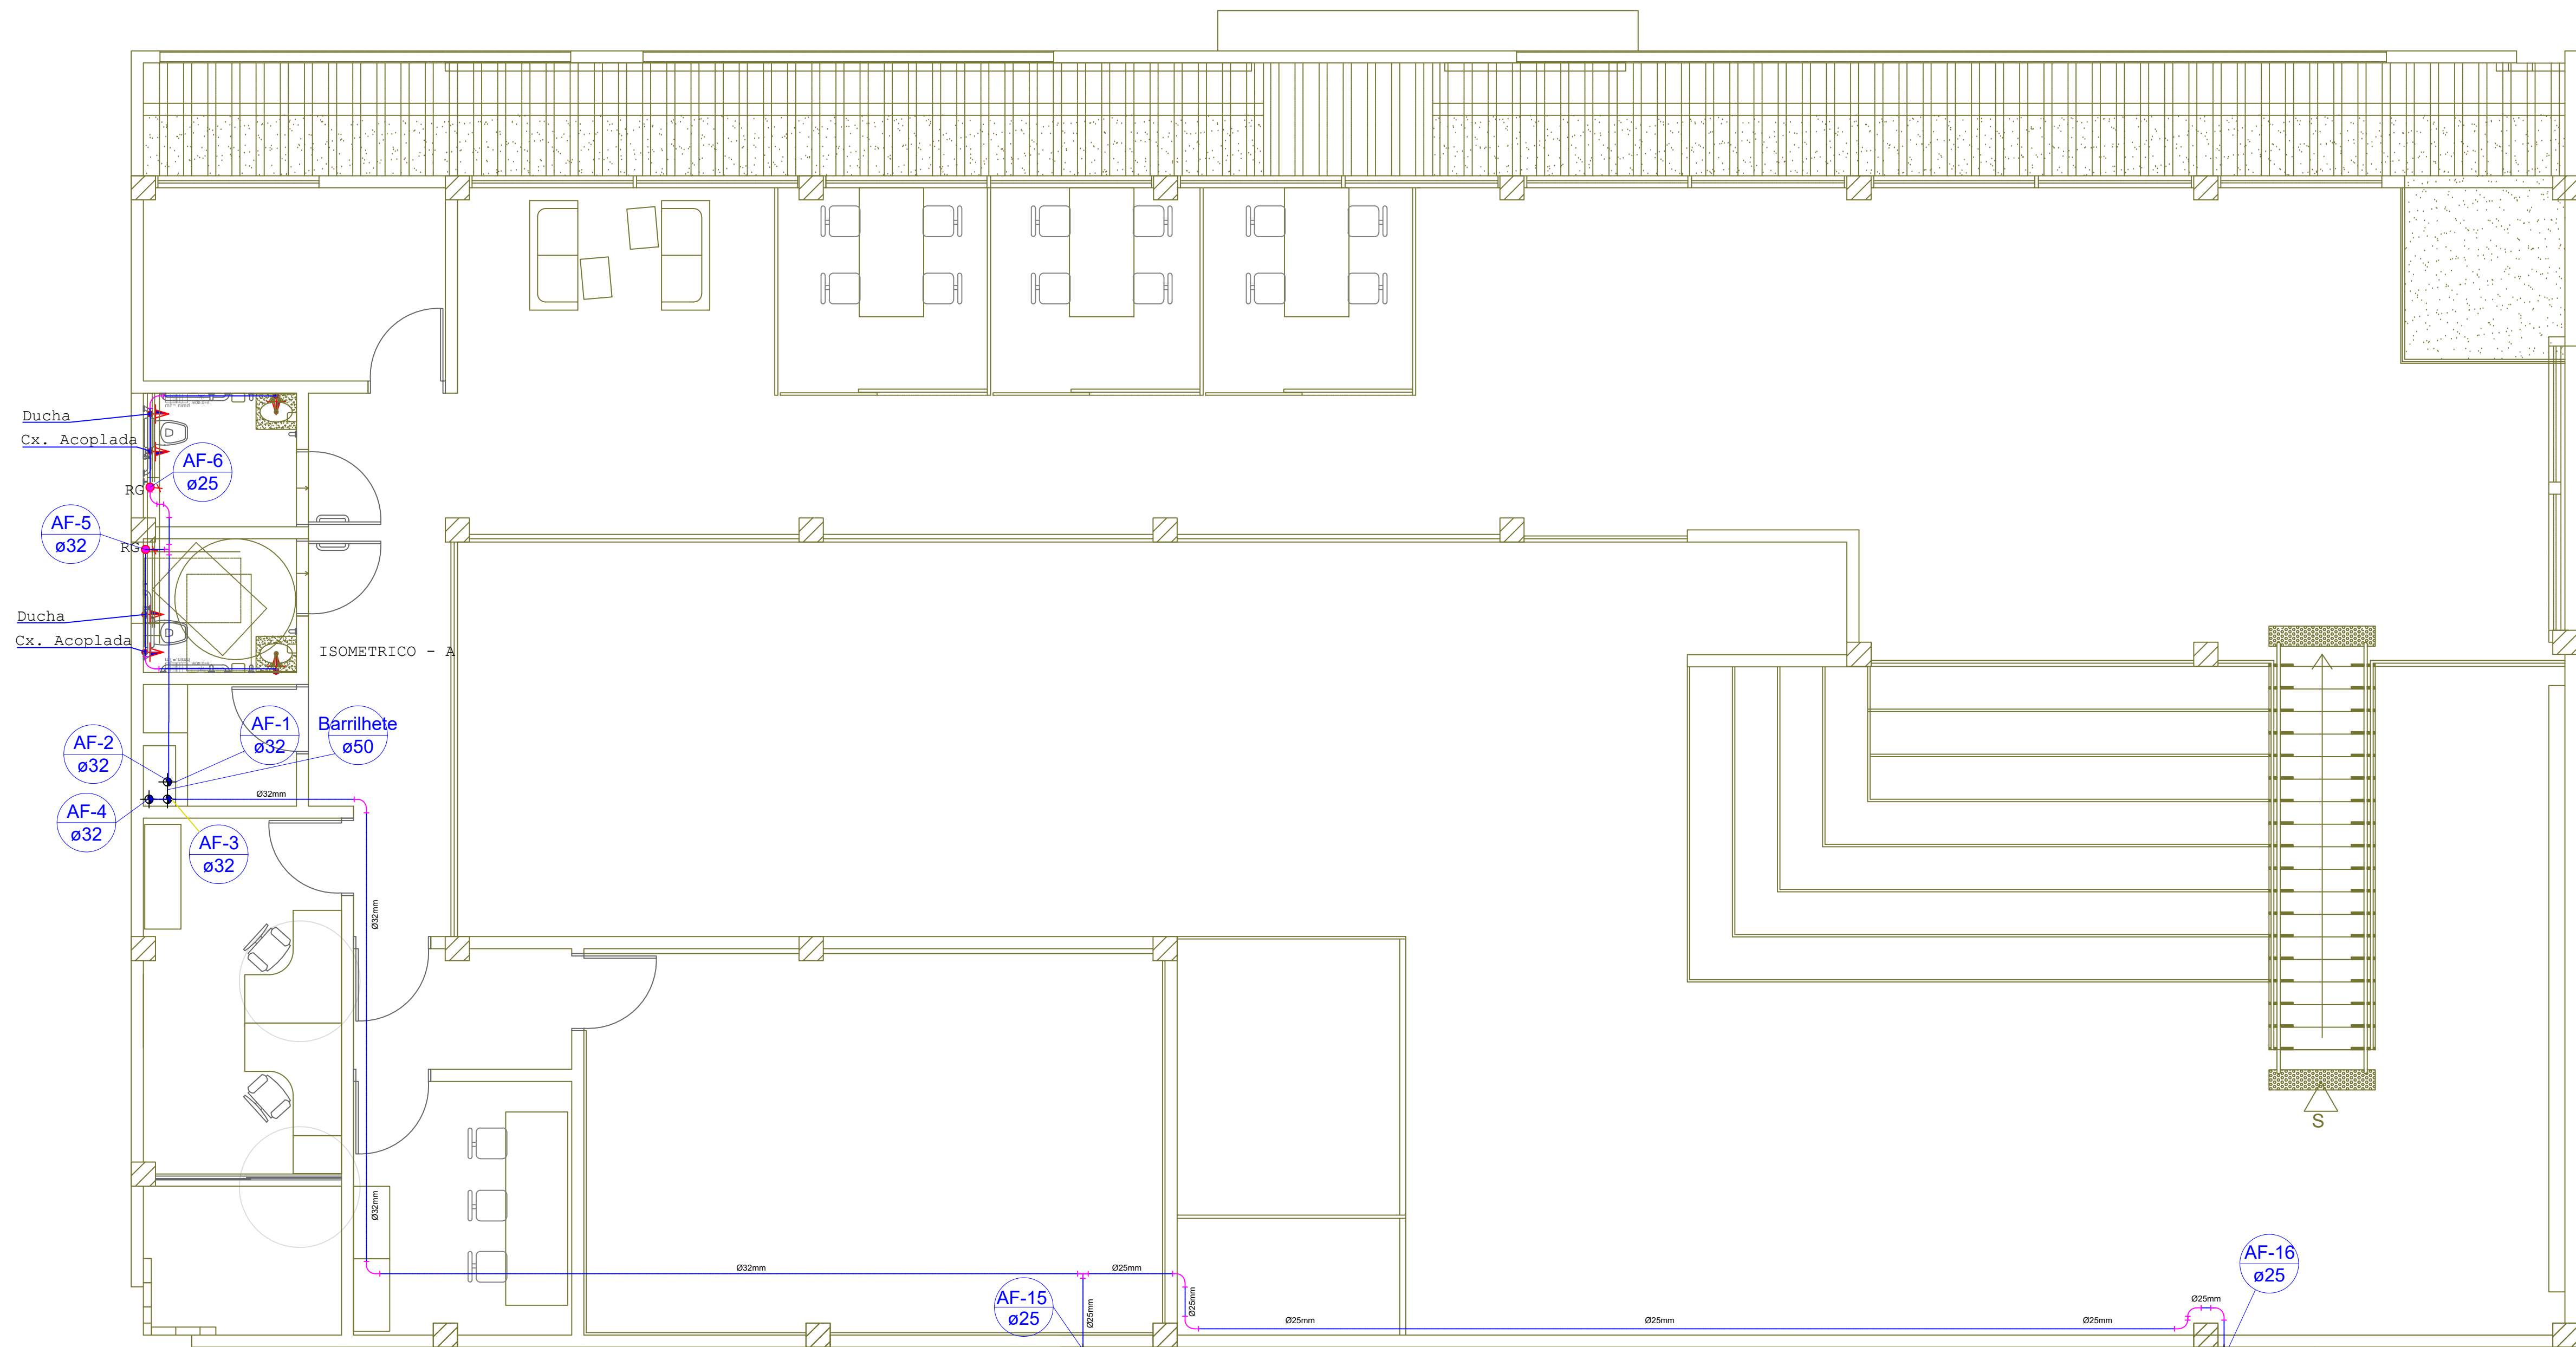 Ducha
Cx. Acoplada
AF-6
ø25
RG
AF-5
ø32
RG
Ducha
Cx. Acoplada
ISOMETRICO - A
AF-1
ø32
Barrilhete
ø50
AF-2
ø32
Ø32mm
AF-4
ø32
AF-3
ø32
Ø32mm
S
Ø32mm
Ø32mm
Ø25mm
AF-15
ø25
Ø25mm
Ø25mm
Ø25mm
Ø25mm
Ø25mm
Ø25mm
AF-16
ø25